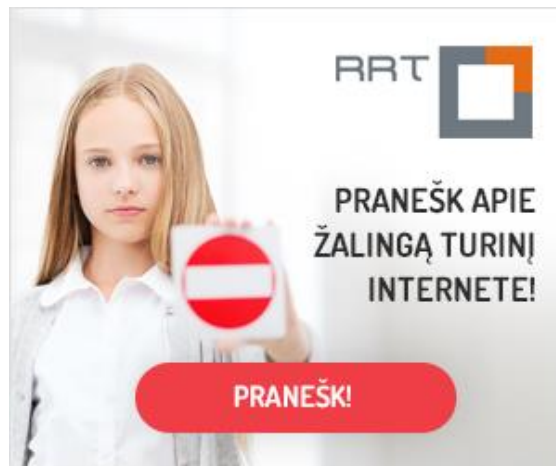 RRT
PRANEŠK APIE
ŽALINGĄ TURINĮ
INTERNETE!
PRANEŠK!